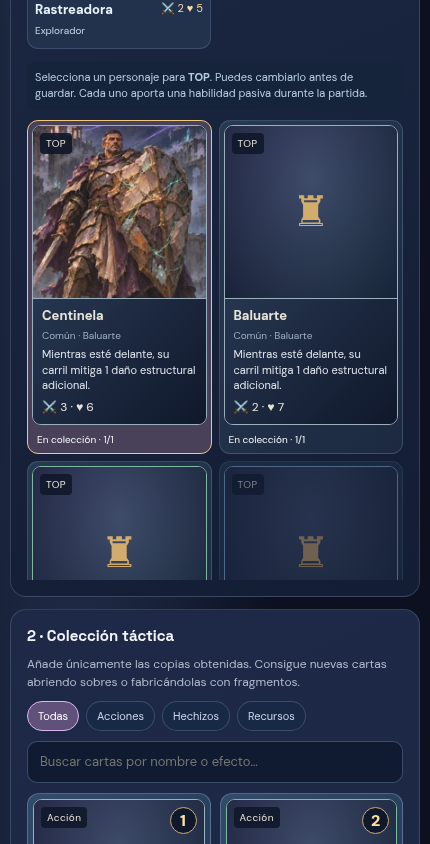 Rastreadora
⚔️ 2 ♥ 5
Explorador
Selecciona un personaje para TOP. Puedes cambiarlo antes de
guardar. Cada uno aporta una habilidad pasiva durante la partida.
TOP
Centinela
Común · Baluarte
Mientras esté delante, su
carril mitiga 1 daño estructural
adicional.
⚔️ 3 · ♥ 6
En colección · 1/1
TOP
Baluarte
Común · Baluarte
Mientras esté delante, su
carril mitiga 1 daño estructural
adicional.
⚔️ 2 · ♥ 7
En colección · 1/1
TOP
TOP
2 · Colección táctica
Añade únicamente las copias obtenidas. Consigue nuevas cartas
abriendo sobres o fabricándolas con fragmentos.
Todas
Acciones
Hechizos
Recursos
Buscar cartas por nombre o efecto...
Acción
1
Acción
2